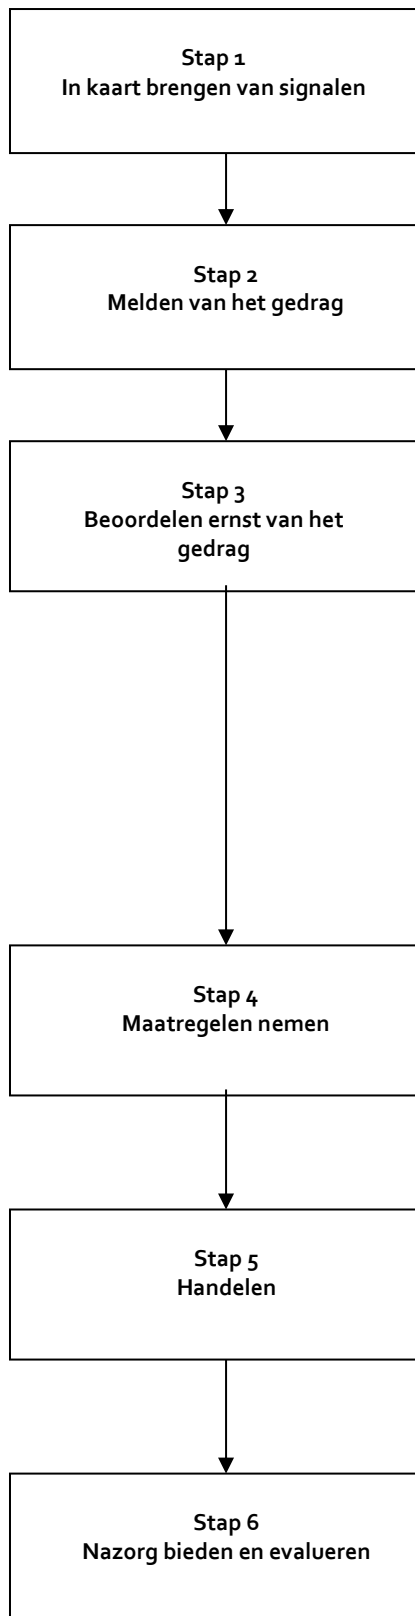 Stap 1
In kaart brengen van signalen
Stap 2
Melden van het gedrag
Stap 3
Beoordelen ernst van het
gedrag
Stap 4
Maatregelen nemen
Stap 5
Handelen
Stap 6
Nazorg bieden en evalueren